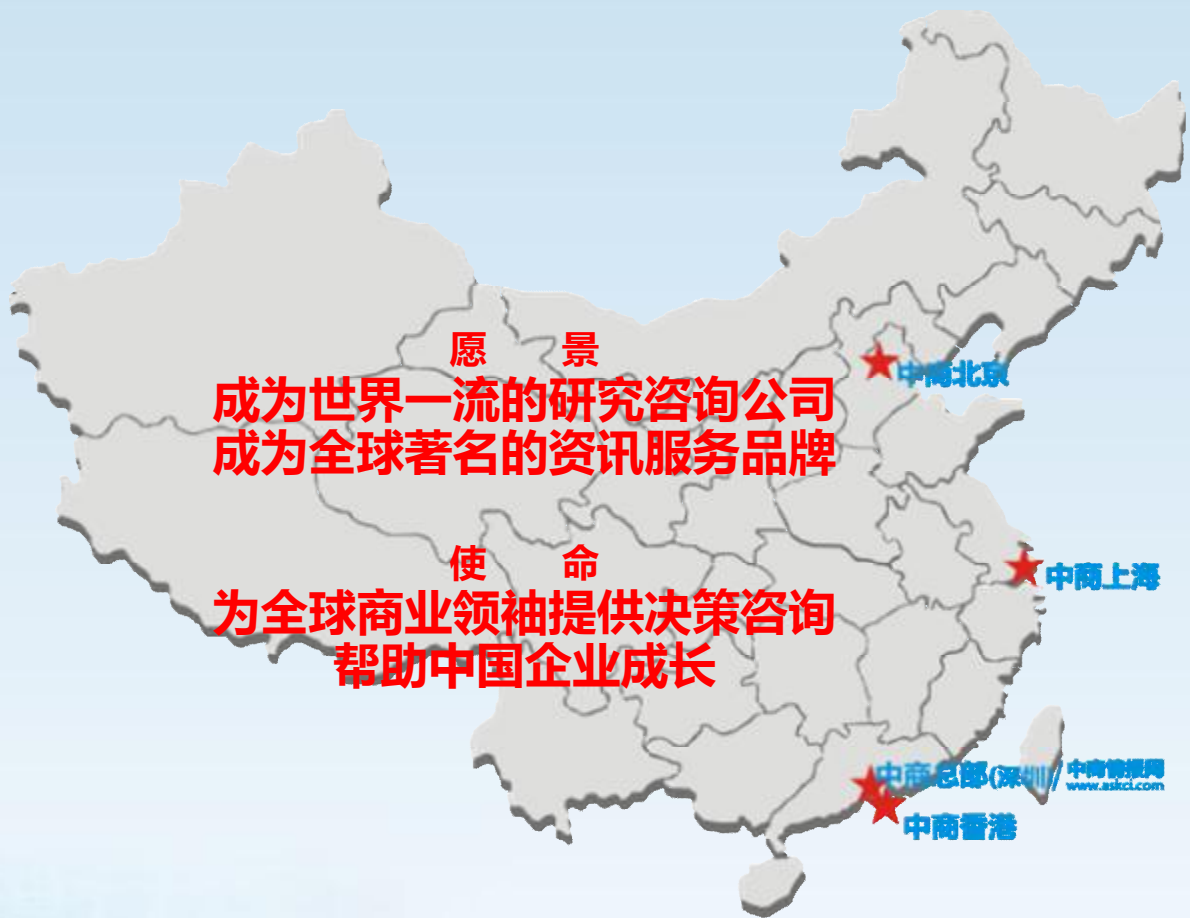 愿 景
成为世界一流的研究咨询公司
成为全球著名的资讯服务品牌
使 命
为全球商业领袖提供决策咨询
帮助中国企业成长
中商北京
中商上海
中商总部(深圳)/中商情报网
www.askci.com
中商香港